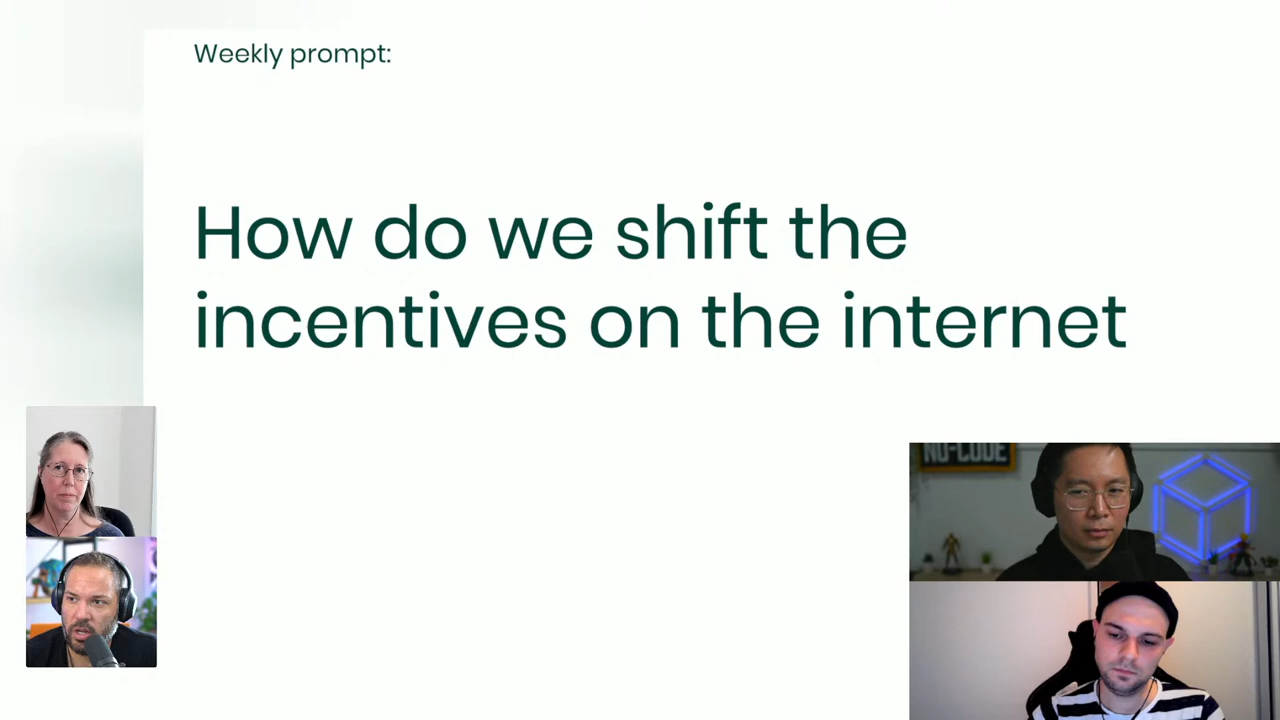 Weekly prompt:
How do we shift the
incentives on the internet
NO-CODE